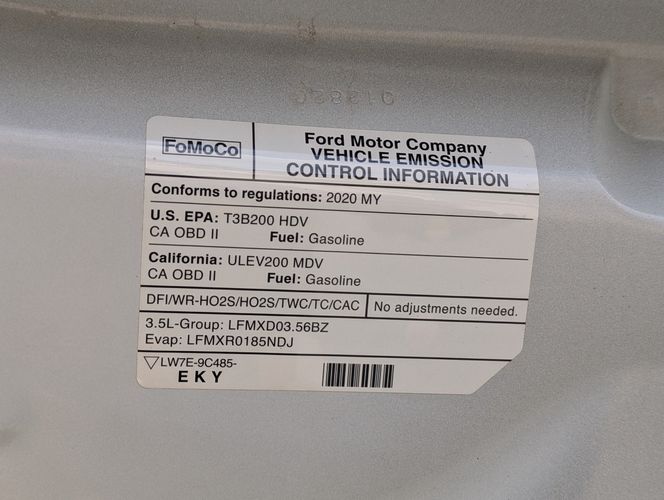 FoMoCo
Ford Motor Company
VEHICLE EMISSION
CONTROL INFORMATION
Conforms to regulations: 2020 MY
U.S. EPA: T3B200 HDV
CA OBD II Fuel: Gasoline
California: ULEV200 MDV
CA OBD II Fuel: Gasoline
DFI/WR-HO2S/HO2S/TWC/TC/CAC No adjustments needed.
3.5L-Group: LFMXD03.56BZ
Evap: LFMXR0185NDJ
LW7E-9C485-
EKY